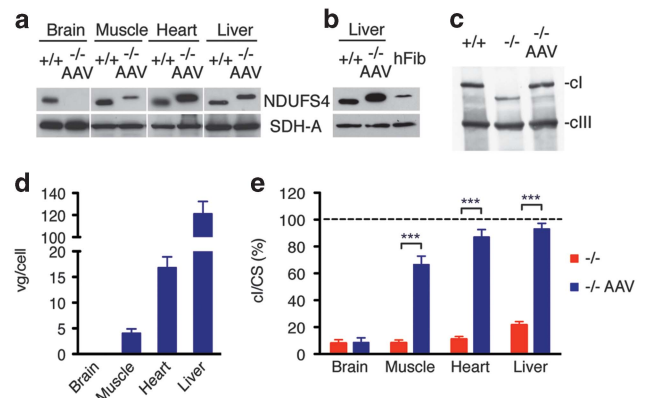 a
Brain Muscle Heart Liver
+/+ -/- AAV +/+ -/- AAV +/+ -/- AAV +/+ -/- AAV
NDUFS4
SDH-A
b
Liver
+/+ -/- AAV hFib
c
+/+ -/- -/- AAV
-cI
-cIII
d
vg/cell
140
120
100
20
15
10
5
0
Brain Muscle Heart Liver
e
cI/CS (%)
120
100
80
60
40
20
0
*** *** ***
Brain Muscle Heart Liver
-/-
-/- AAV